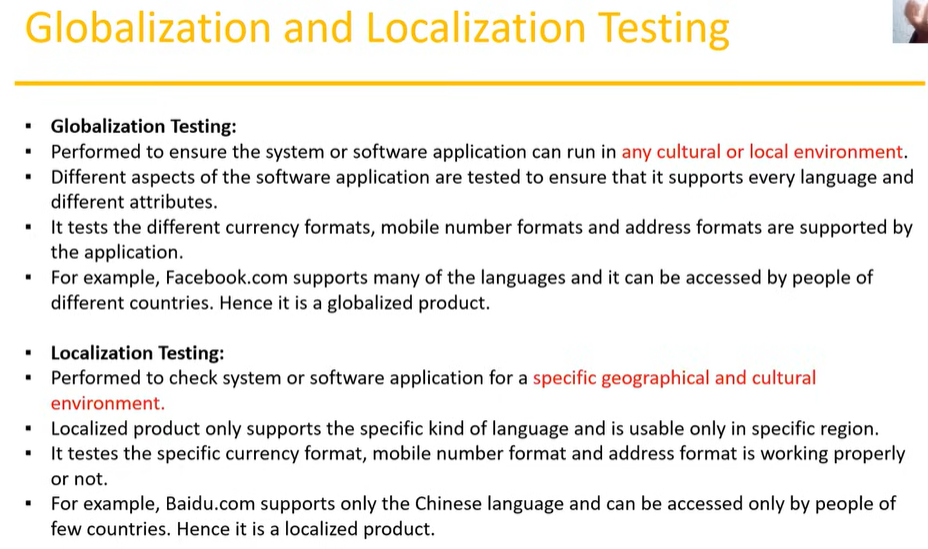 Globalization and Localization Testing
▪ Globalization Testing:
▪ Performed to ensure the system or software application can run in any cultural or local environment.
▪ Different aspects of the software application are tested to ensure that it supports every language and
different attributes.
▪ It tests the different currency formats, mobile number formats and address formats are supported by
the application.
▪ For example, Facebook.com supports many of the languages and it can be accessed by people of
different countries. Hence it is a globalized product.
▪ Localization Testing:
▪ Performed to check system or software application for a specific geographical and cultural
environment.
▪ Localized product only supports the specific kind of language and is usable only in specific region.
▪ It testes the specific currency format, mobile number format and address format is working properly
or not.
▪ For example, Baidu.com supports only the Chinese language and can be accessed only by people of
few countries. Hence it is a localized product.